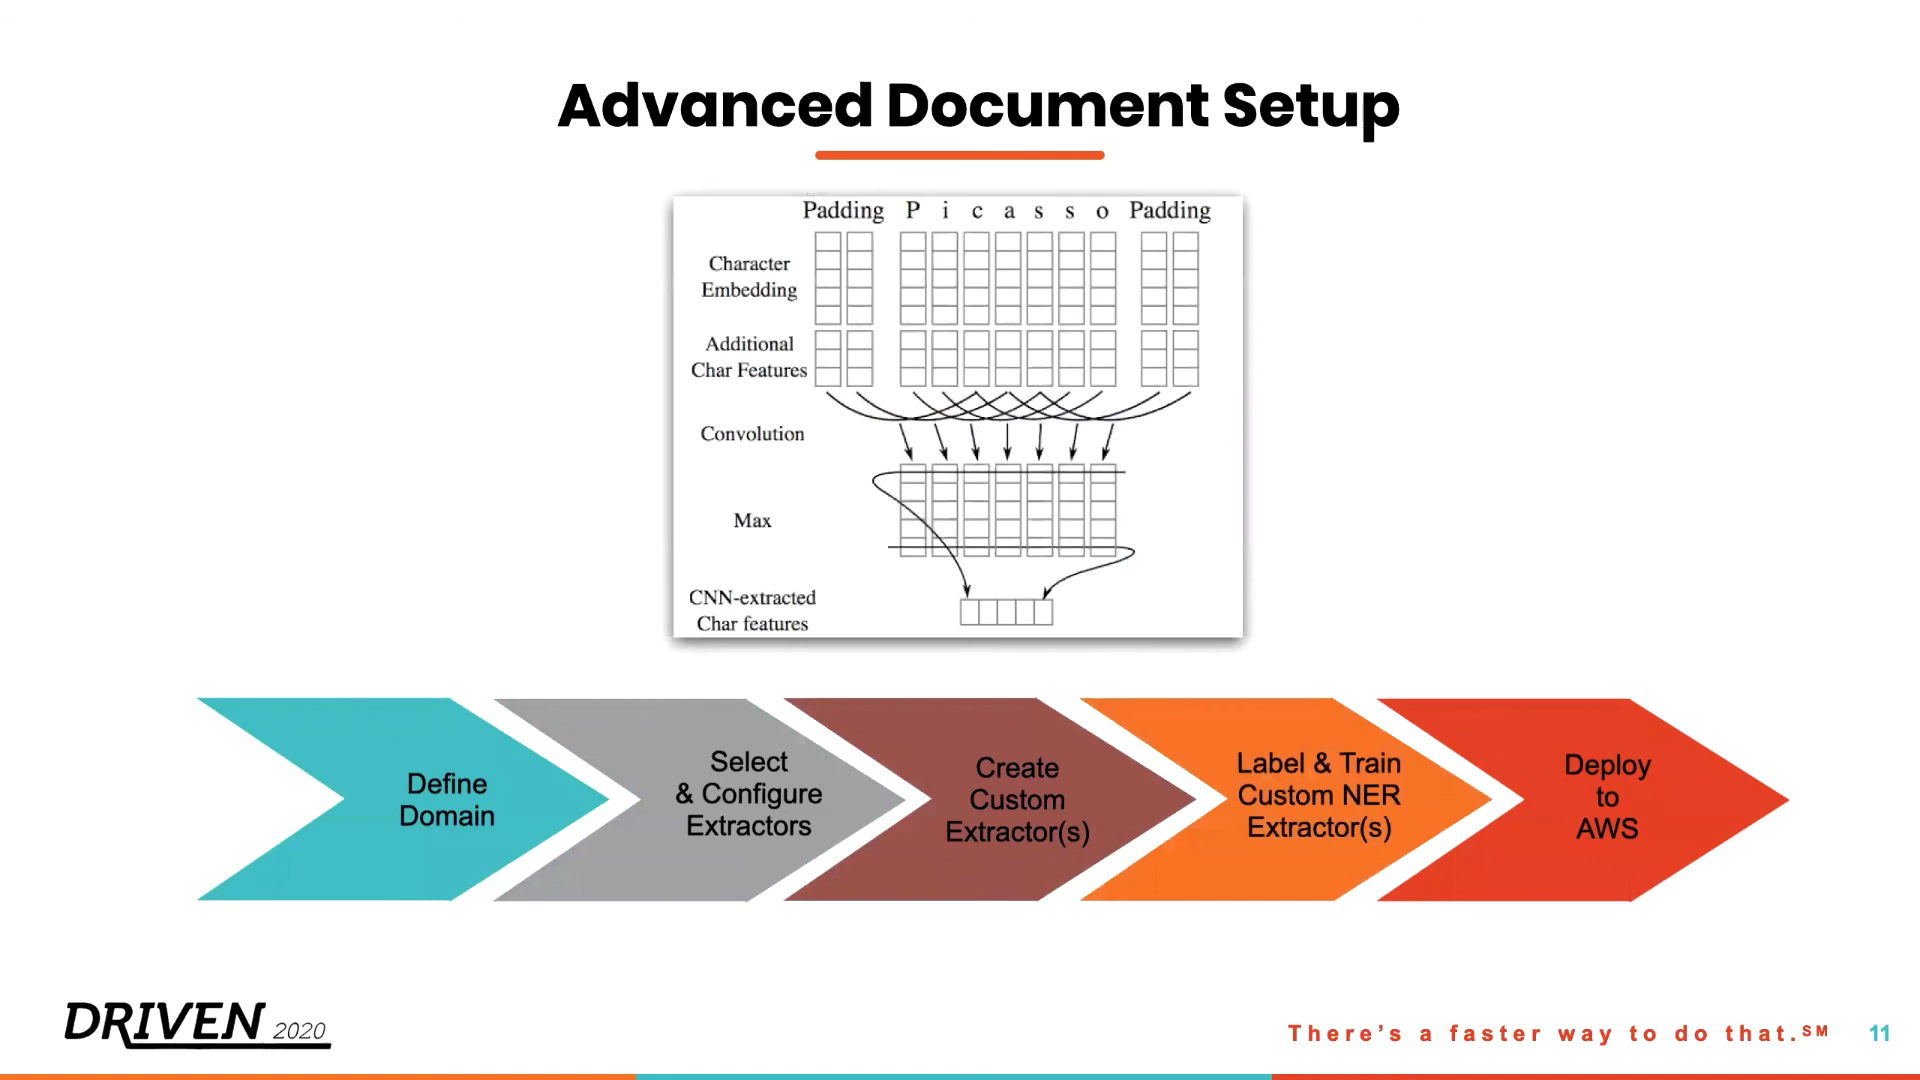 Advanced Document Setup
Padding P i c a s s o Padding
Character
Embedding
Additional
Char Features
Convolution
Max
CNN-extracted
Char features
Define
Domain
Select
& Configure
Extractors
Create
Custom
Extractor(s)
Label & Train
Custom NER
Extractor(s)
Deploy
to
AWS
DRIVEN 2020
There's a faster way to do that.℠ 11